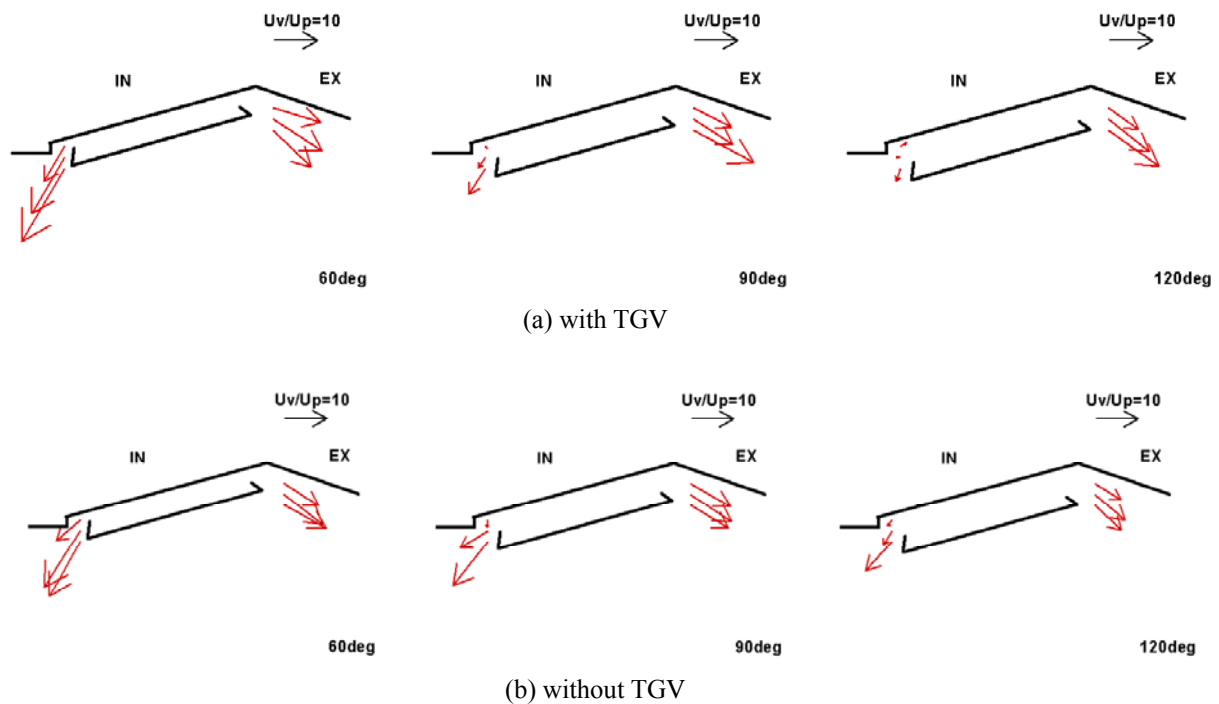 Uv/Up=10 Uv/Up=10 Uv/Up=10
IN EX IN EX IN EX
60deg 90deg 120deg
(a) with TGV
Uv/Up=10 Uv/Up=10 Uv/Up=10
IN EX IN EX IN EX
60deg 90deg 120deg
(b) without TGV